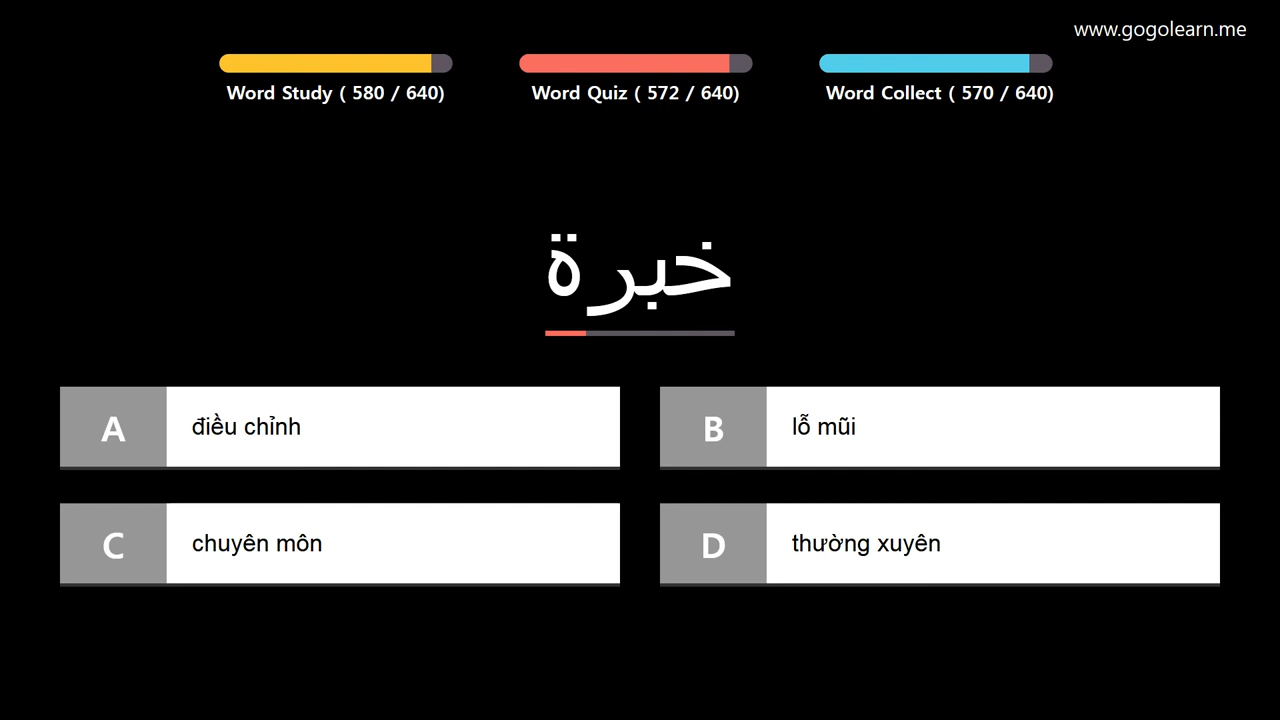 www.gogolearn.me
Word Study ( 580 / 640)
Word Quiz ( 572 / 640)
Word Collect ( 570 / 640)
خبرة
A điều chỉnh
B lỗ mũi
C chuyên môn
D thường xuyên